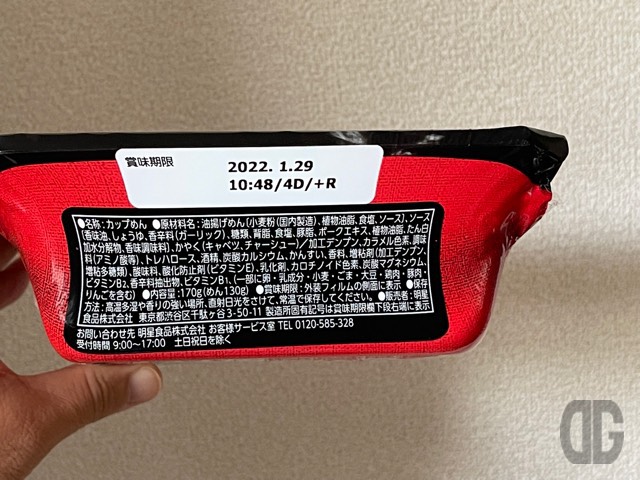 賞味期限
2022. 1.29
10:48/4D/+R
●名称:カップめん ●原材料名:油揚げめん(小麦粉(国内製造)、植物油脂、食塩、ソース)、ソース
香味油、しょうゆ、香辛料(ガーリック)、糖類、背脂、食塩、豚脂、ポークエキス、植物油脂、たん白
加水分解物、香味調味料)、かやく(キャベツ、チャーシュー)/加工デンプン、カラメル色素、調味
料(アミノ酸等)、トレハロース、酒精、炭酸カルシウム、かんすい、香料、増粘剤(加工デンプン、
増粘多糖類)、酸味料、酸化防止剤(ビタミンE)、乳化剤、カロチノイド色素、炭酸マグネシウム、
ビタミンB₂、香辛料抽出物、ビタミンB₁、(一部に卵・乳成分・小麦・ごま・大豆・鶏肉・豚肉・
りんごを含む) ●内容量:170g(めん130g) ●賞味期限:外装フィルムの側面に表示 ●保存
方法:高温多湿や香りの強い場所、直射日光をさけて、常温で保存してください。 ●販売者:明星
食品株式会社 東京都渋谷区千駄ヶ谷3-50-11 製造所固有記号は賞味期限欄下段右端に表示
お問い合わせ先 明星食品株式会社 お客様サービス室 TEL 0120-585-328
受付時間 9:00~17:00 土日祝日を除く
DG